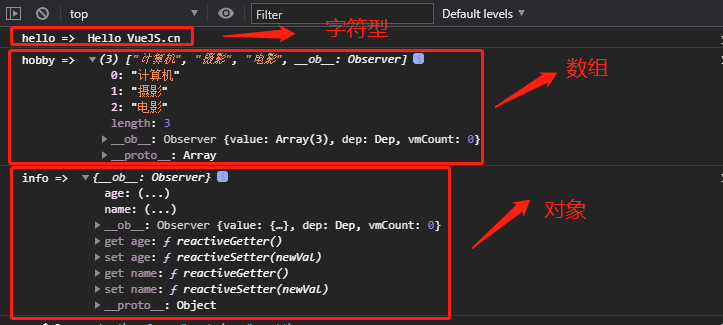 top Filter Default levels
hello => Hello VueJS.cn 字符型
hobby => (3) ["计算机", "摄影", "电影", __ob__: Observer]
0: "计算机"
1: "摄影"
2: "电影"
length: 3
__ob__: Observer {value: Array(3), dep: Dep, vmCount: 0}
__proto__: Array
数组
info => {__ob__: Observer}
age: (...)
name: (...)
__ob__: Observer {value: {…}, dep: Dep, vmCount: 0}
get age: ƒ reactiveGetter()
set age: ƒ reactiveSetter(newVal)
get name: ƒ reactiveGetter()
set name: ƒ reactiveSetter(newVal)
__proto__: Object
对象